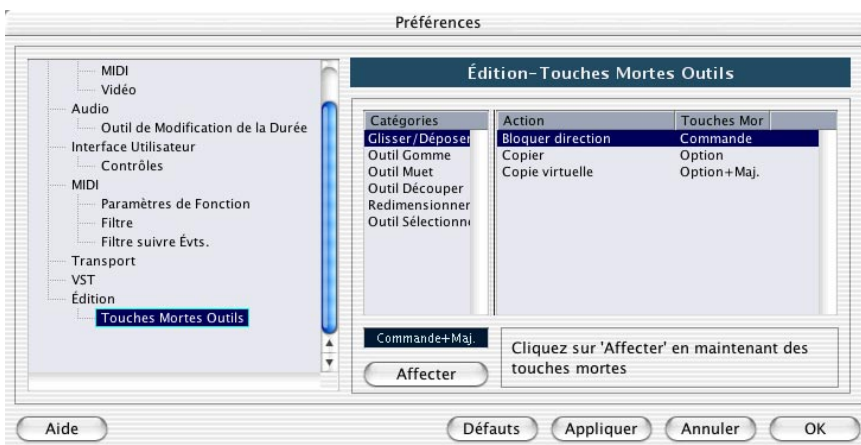 Préférences
MIDI
Vidéo
Audio
Outil de Modification de la Durée
Interface Utilisateur
Contrôles
MIDI
Paramètres de Fonction
Filtre
Filtre suivre Évts.
Transport
VST
Édition
Touches Mortes Outils
Édition-Touches Mortes Outils
Catégories
Glisser/Déposer
Outil Gomme
Outil Muet
Outil Découper
Redimensionner
Outil Sélectionne
Action Touches Mor
Bloquer direction Commande
Copier Option
Copie virtuelle Option+Maj.
Commande+Maj.
Affecter
Cliquez sur 'Affecter' en maintenant des
touches mortes
Aide
Défauts
Appliquer
Annuler
OK